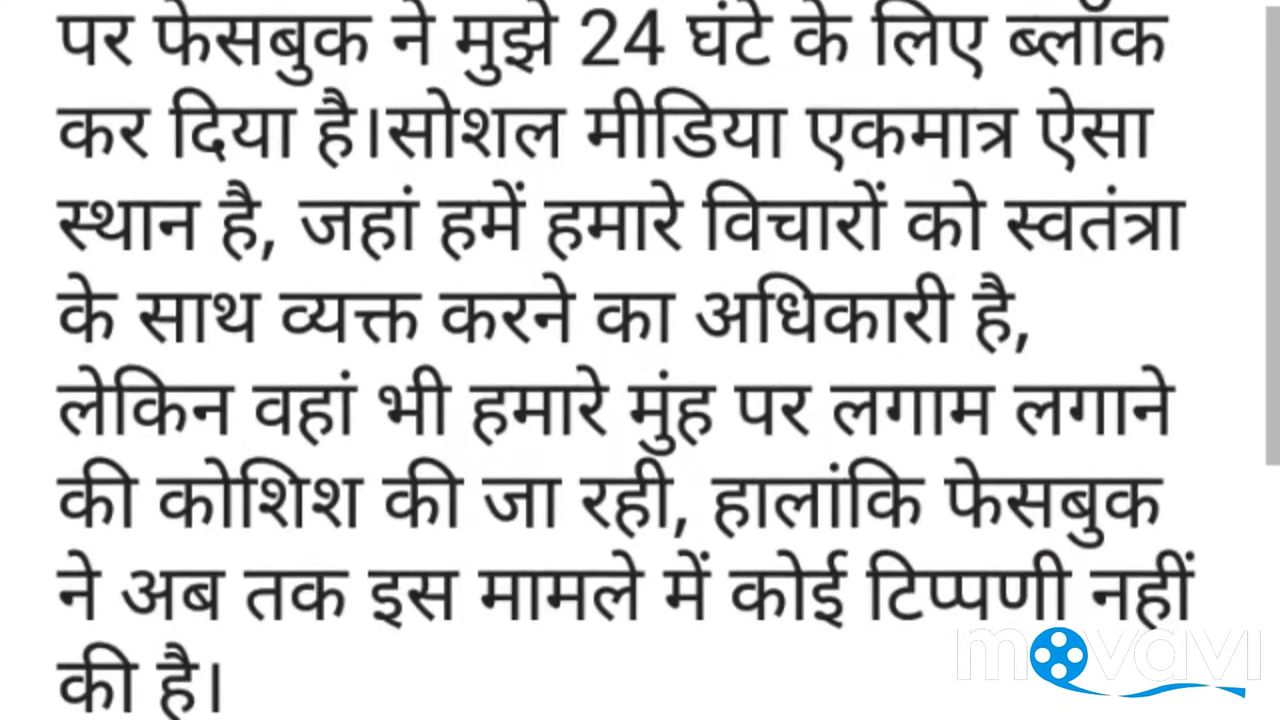 पर फेसबुक ने मुझे 24 घंटे के लिए ब्लॉक
कर दिया है।सोशल मीडिया एकमात्र ऐसा
स्थान है, जहां हमें हमारे विचारों को स्वतंत्रा
के साथ व्यक्त करने का अधिकारी है,
लेकिन वहां भी हमारे मुंह पर लगाम लगाने
की कोशिश की जा रही, हालांकि फेसबुक
ने अब तक इस मामले में कोई टिप्पणी नहीं
की है।
movavi